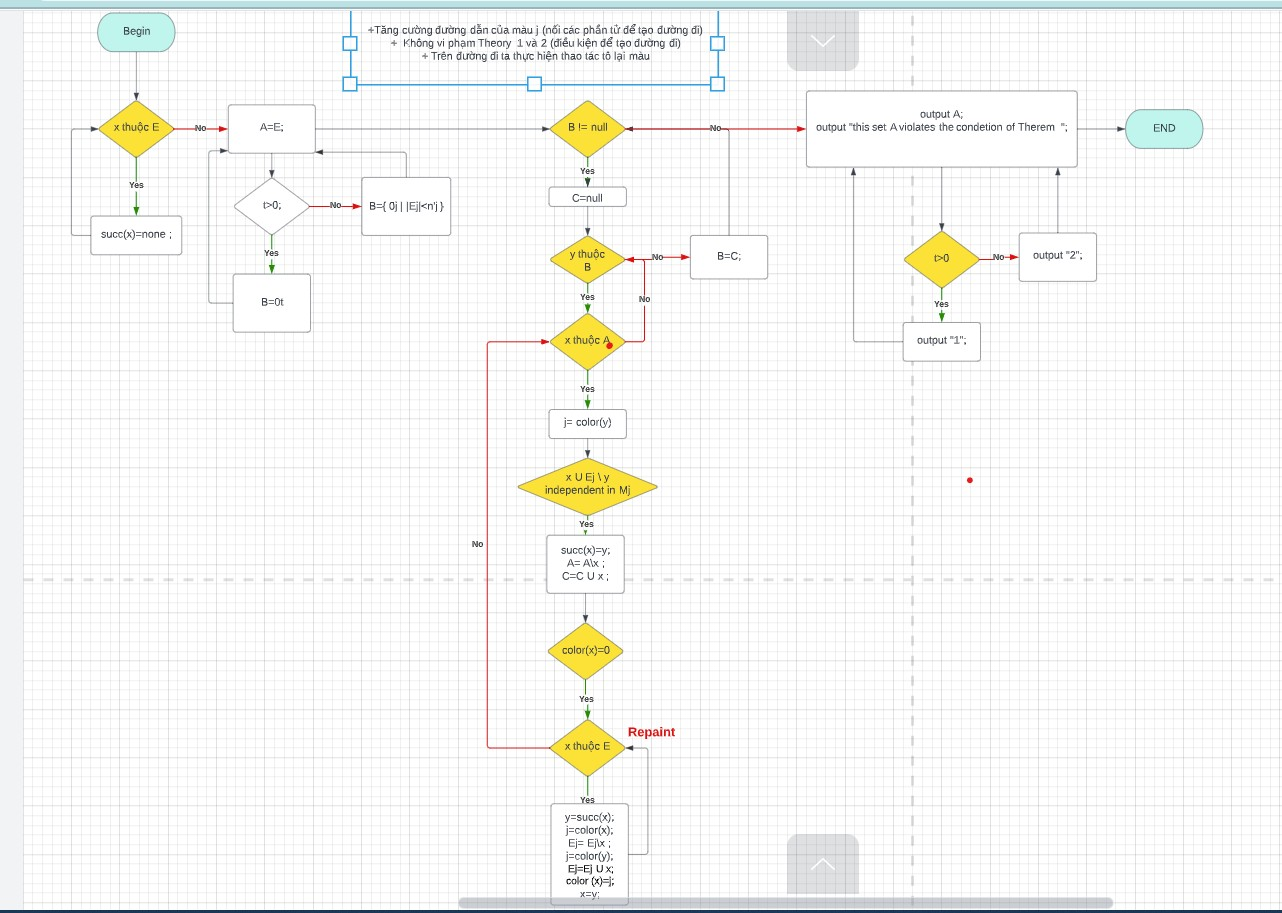 Begin
÷Tăng cường đường dẫn của màu j (nối các phần tử để tạo đường đi)
÷ Không vi phạm Theory 1 và 2 (điều kiện để tạo đường đi)
÷ Trên đường đi ta thực hiện thao tác tô lại màu
x thuộc E
No
Yes
succ(x)=none ;
A=E;
t>0;
No
B={ 0j | |Ej|<n'j }
Yes
B=0t
B != null
No
Yes
C=null
y thuộc
B
No
B=C;
Yes
No
x thuộc A
Yes
j= color(y)
x U Ej \ y
independent in Mj
Yes
No
succ(x)=y;
A= A\x ;
C=C U x ;
color(x)=0
Yes
Repaint
x thuộc E
Yes
y=succ(x);
j=color(x);
Ej= Ej\x ;
j=color(y);
Ej=Ej U x;
color (x)=j;
x=y;
output A;
output "this set A violates the condetion of Therem ";
END
t>0
No
output "2";
Yes
output "1";